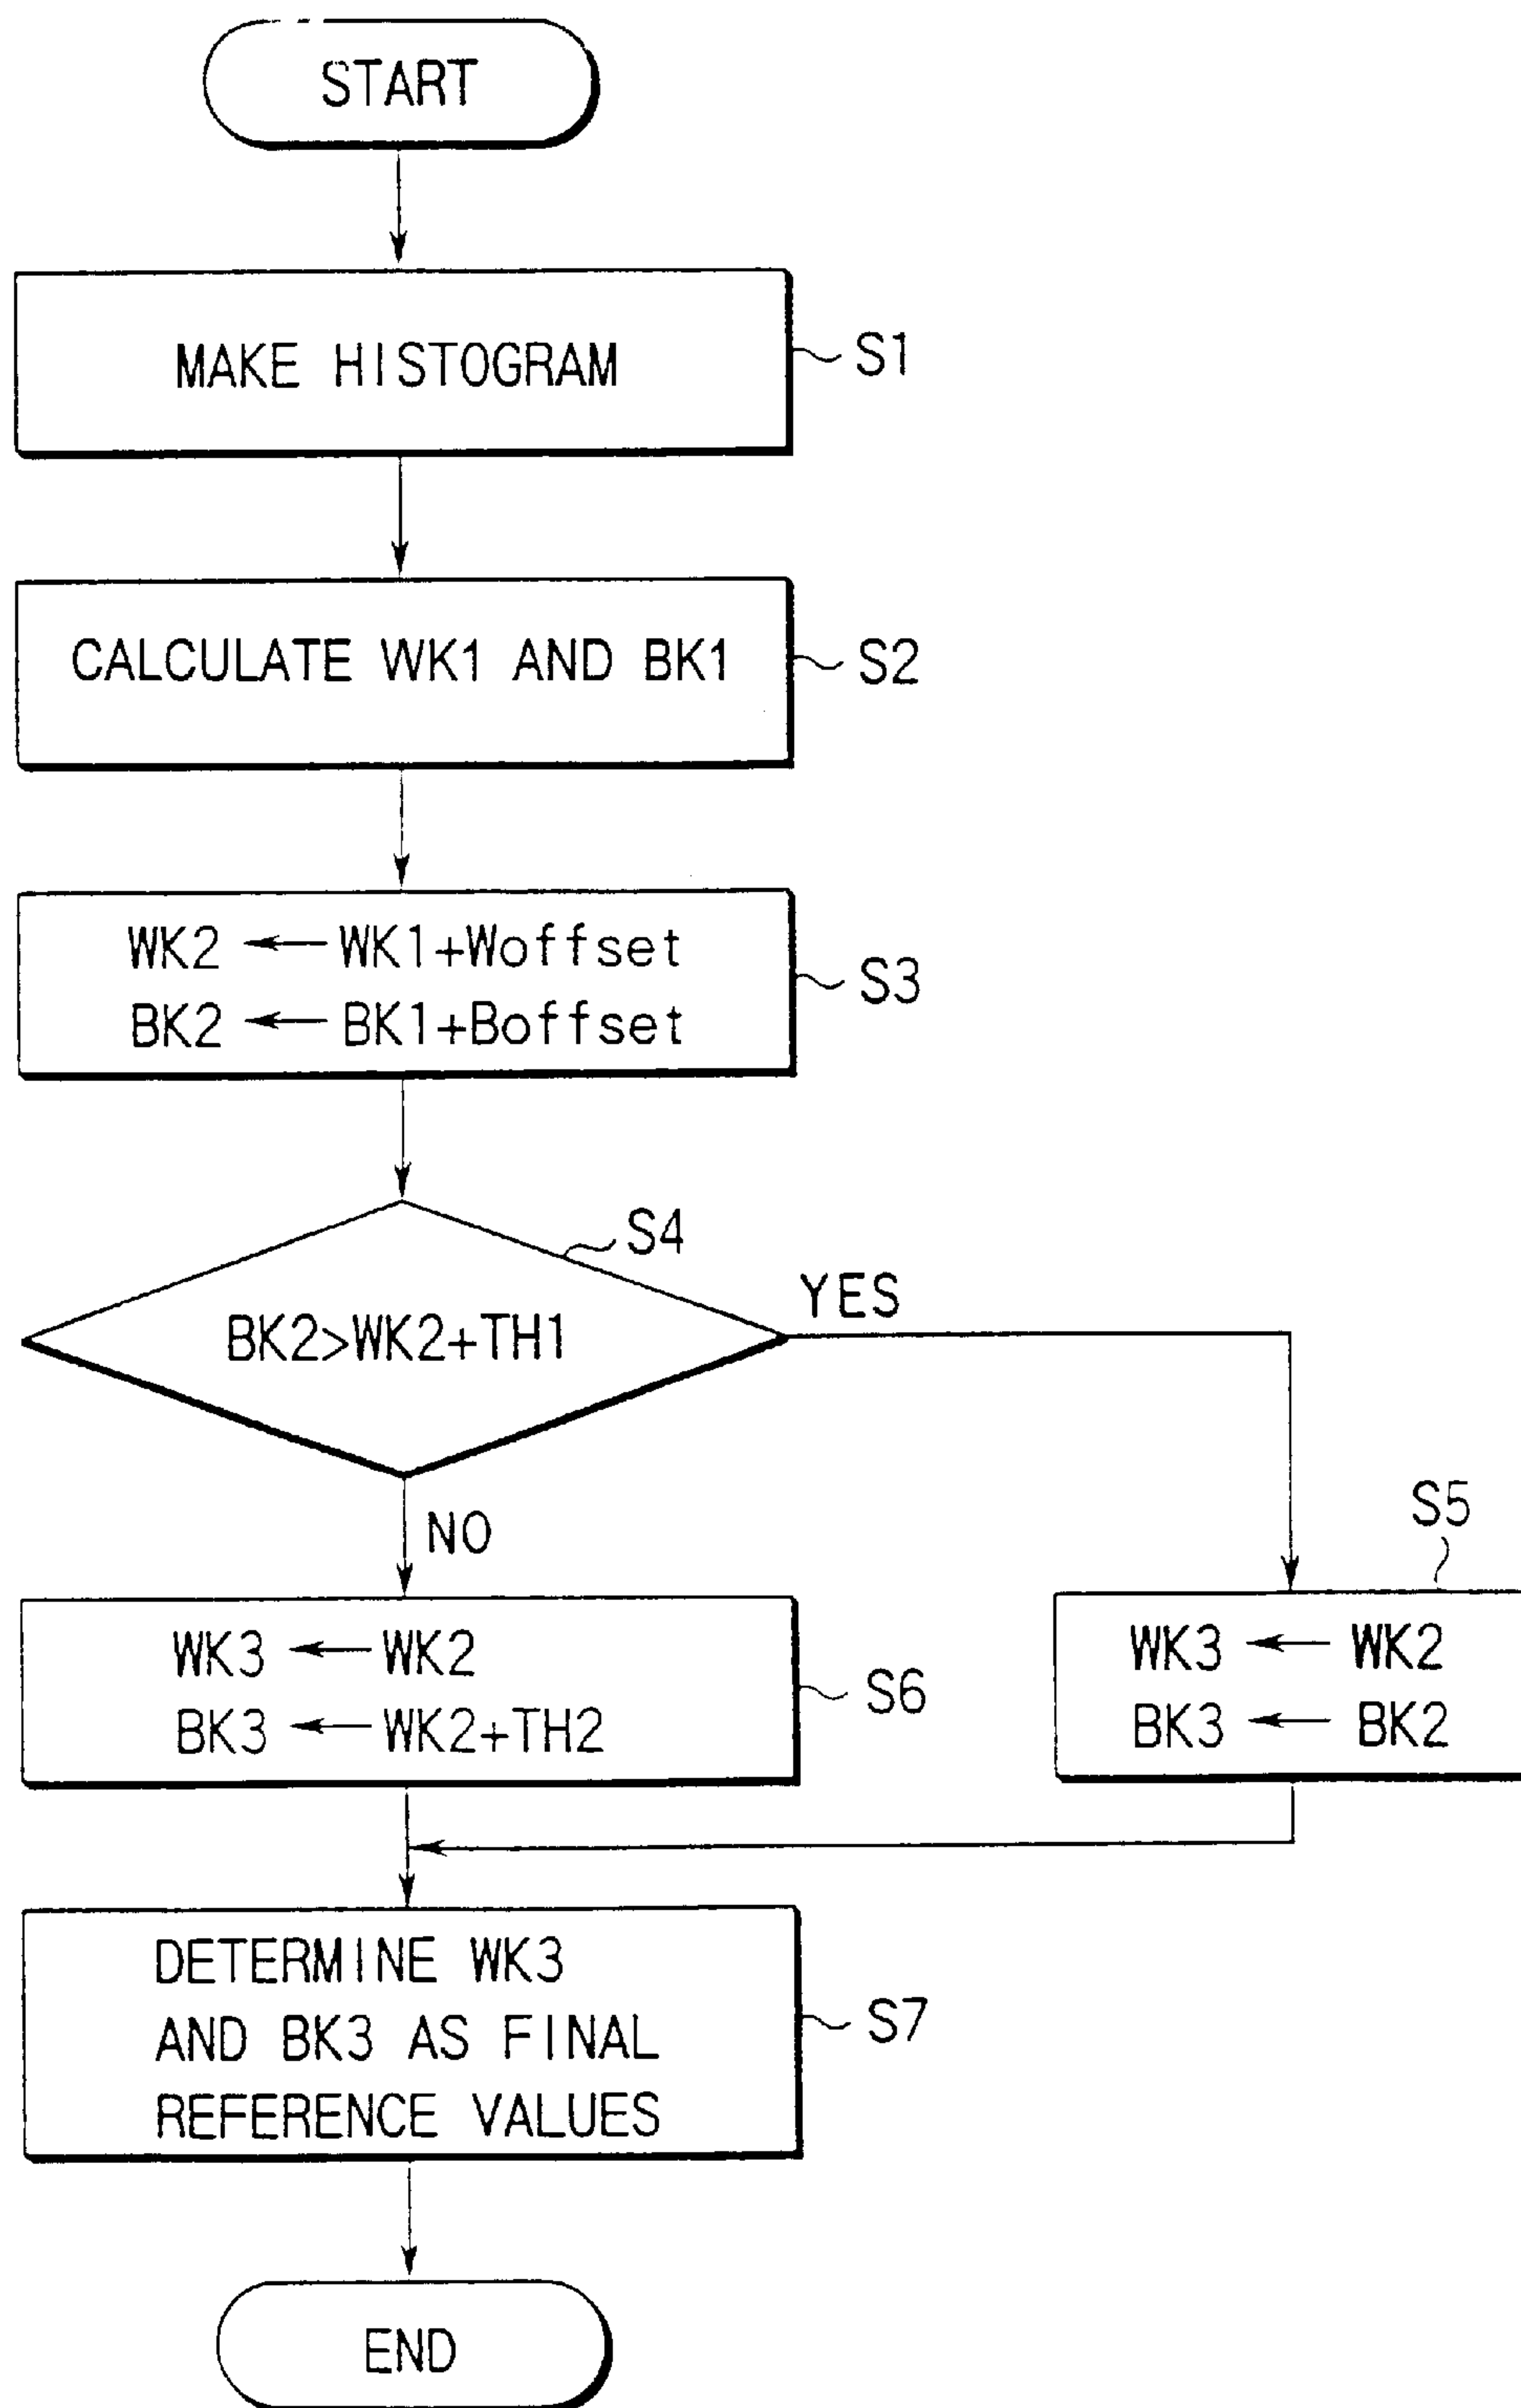 START
MAKE HISTOGRAM
S1
CALCULATE WK1 AND BK1
S2
WK2 ← WK1+Woffset
BK2 ← BK1+Boffset
S3
S4
BK2>WK2+TH1
YES
NO
S5
WK3 ← WK2
BK3 ← WK2+TH2
S6
WK3 ← WK2
BK3 ← BK2
DETERMINE WK3
AND BK3 AS FINAL
REFERENCE VALUES
S7
END